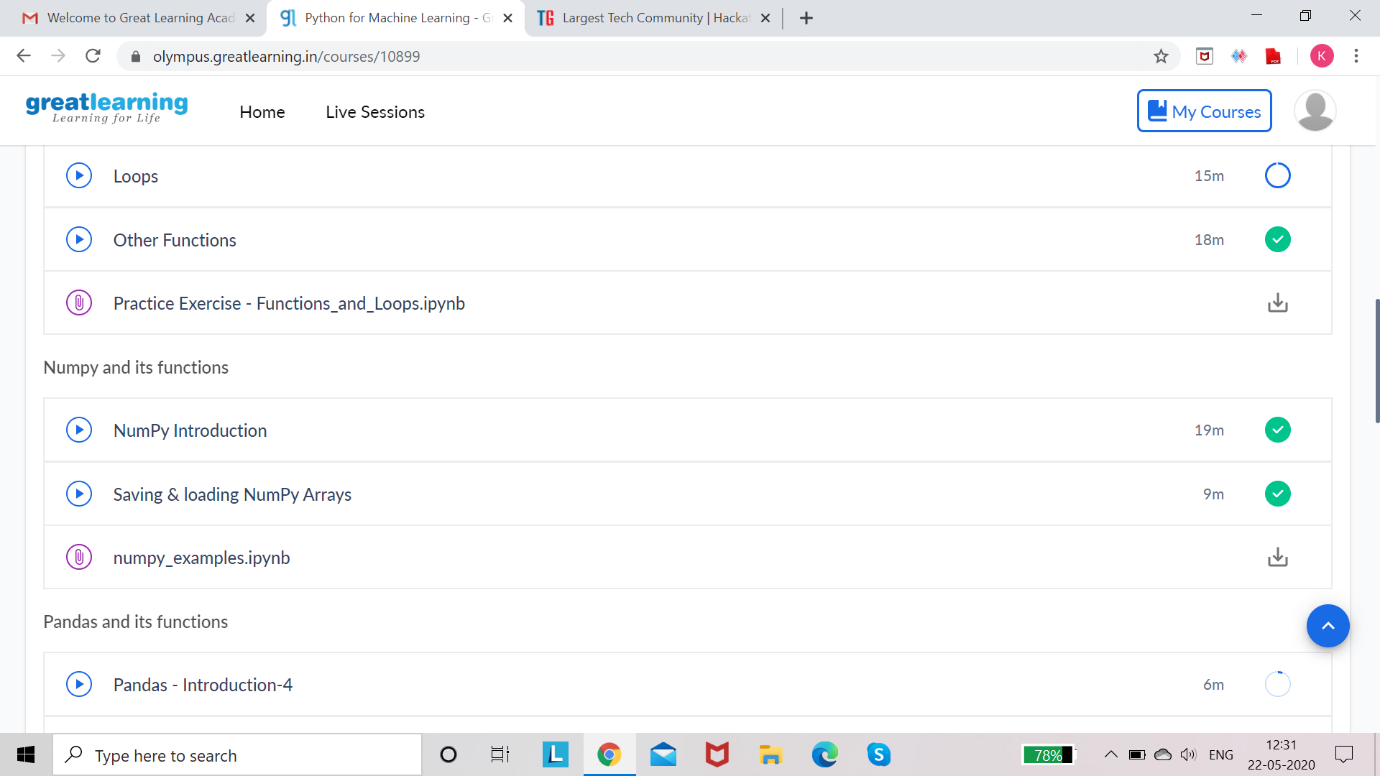 Welcome to Great Learning Acad
Python for Machine Learning - G
TG Largest Tech Community | Hacka
olympus.greatlearning.in/courses/10899
K
greatlearning
Learning for Life
Home
Live Sessions
My Courses
Loops
15m
Other Functions
18m
Practice Exercise - Functions_and_Loops.ipynb
Numpy and its functions
NumPy Introduction
19m
Saving & loading NumPy Arrays
9m
numpy_examples.ipynb
Pandas and its functions
Pandas - Introduction-4
6m
Type here to search
L
78%
ENG
12:31
22-05-2020